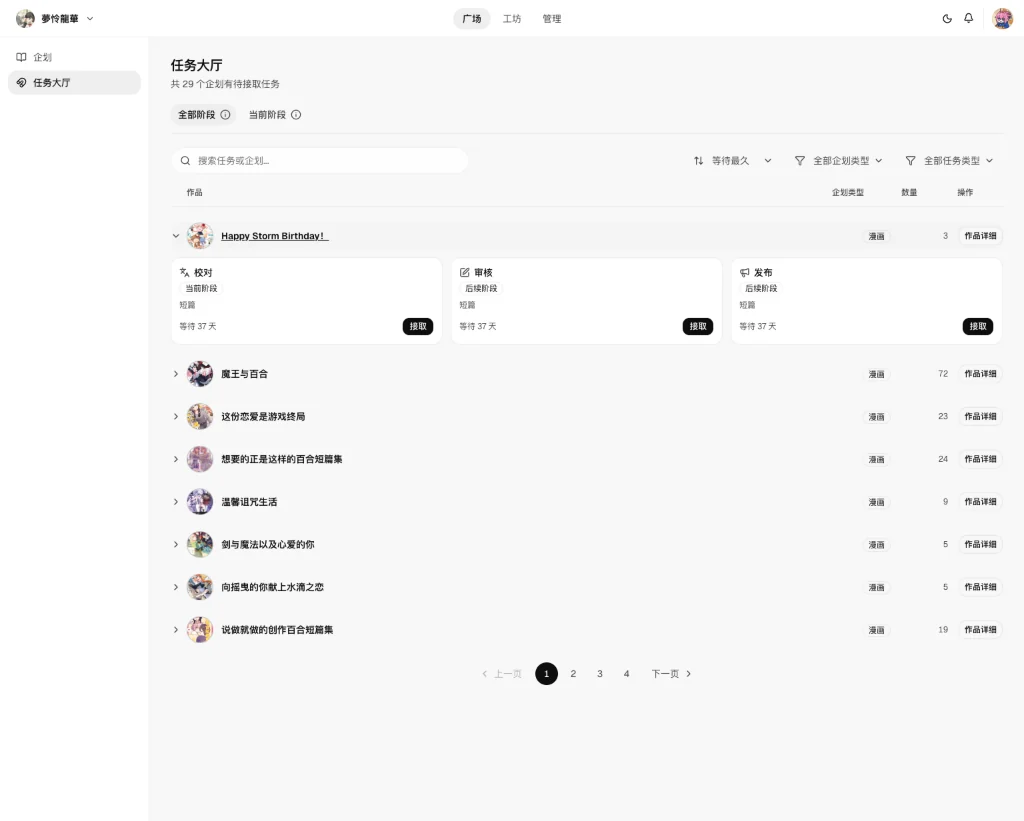 夢怜龍華
广场 工坊 管理
企划
任务大厅
任务大厅
共 29 个企划有待接取任务
全部阶段 当前阶段
搜索任务或企划...
等待最久 全部企划类型 全部任务类型
作品 企划类型 数量 操作
Happy Storm Birthday！ 漫画 3 作品详细
校对
当前阶段
短篇
等待 37 天 接取
审核
后续阶段
短篇
等待 37 天 接取
发布
后续阶段
短篇
等待 37 天 接取
魔王与百合 漫画 72 作品详细
这份恋爱是游戏终局 漫画 23 作品详细
想要的正是这样的百合短篇集 漫画 24 作品详细
温馨诅咒生活 漫画 9 作品详细
剑与魔法以及心爱的你 漫画 5 作品详细
向摇曳的你献上水滴之恋 漫画 5 作品详细
说做就做的创作百合短篇集 漫画 19 作品详细
上一页 1 2 3 4 下一页